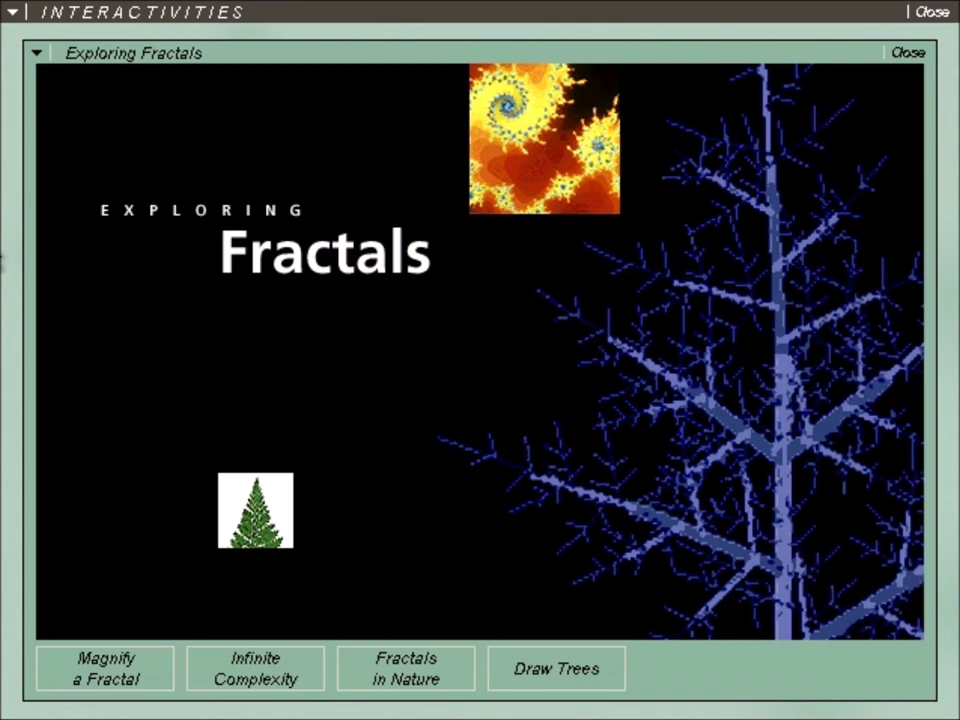 INTERACTIVITIES
Close
Exploring Fractals
Close
EXPLORING
Fractals
Magnify
a Fractal
Infinite
Complexity
Fractals
in Nature
Draw Trees